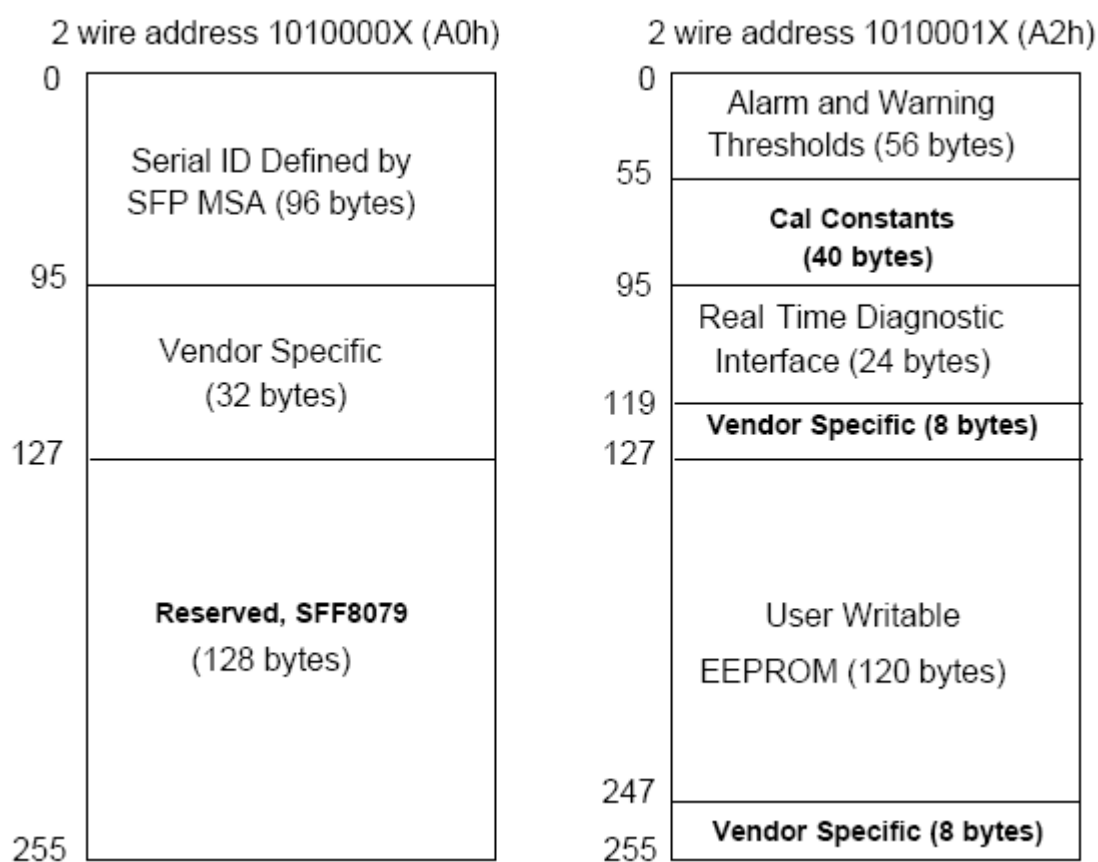 2 wire address 1010000X (A0h)
0
Serial ID Defined by
SFP MSA (96 bytes)
95
Vendor Specific
(32 bytes)
127
Reserved, SFF8079
(128 bytes)
255
2 wire address 1010001X (A2h)
0
Alarm and Warning
Thresholds (56 bytes)
55
Cal Constants
(40 bytes)
95
Real Time Diagnostic
Interface (24 bytes)
119
Vendor Specific (8 bytes)
127
User Writable
EEPROM (120 bytes)
247
Vendor Specific (8 bytes)
255